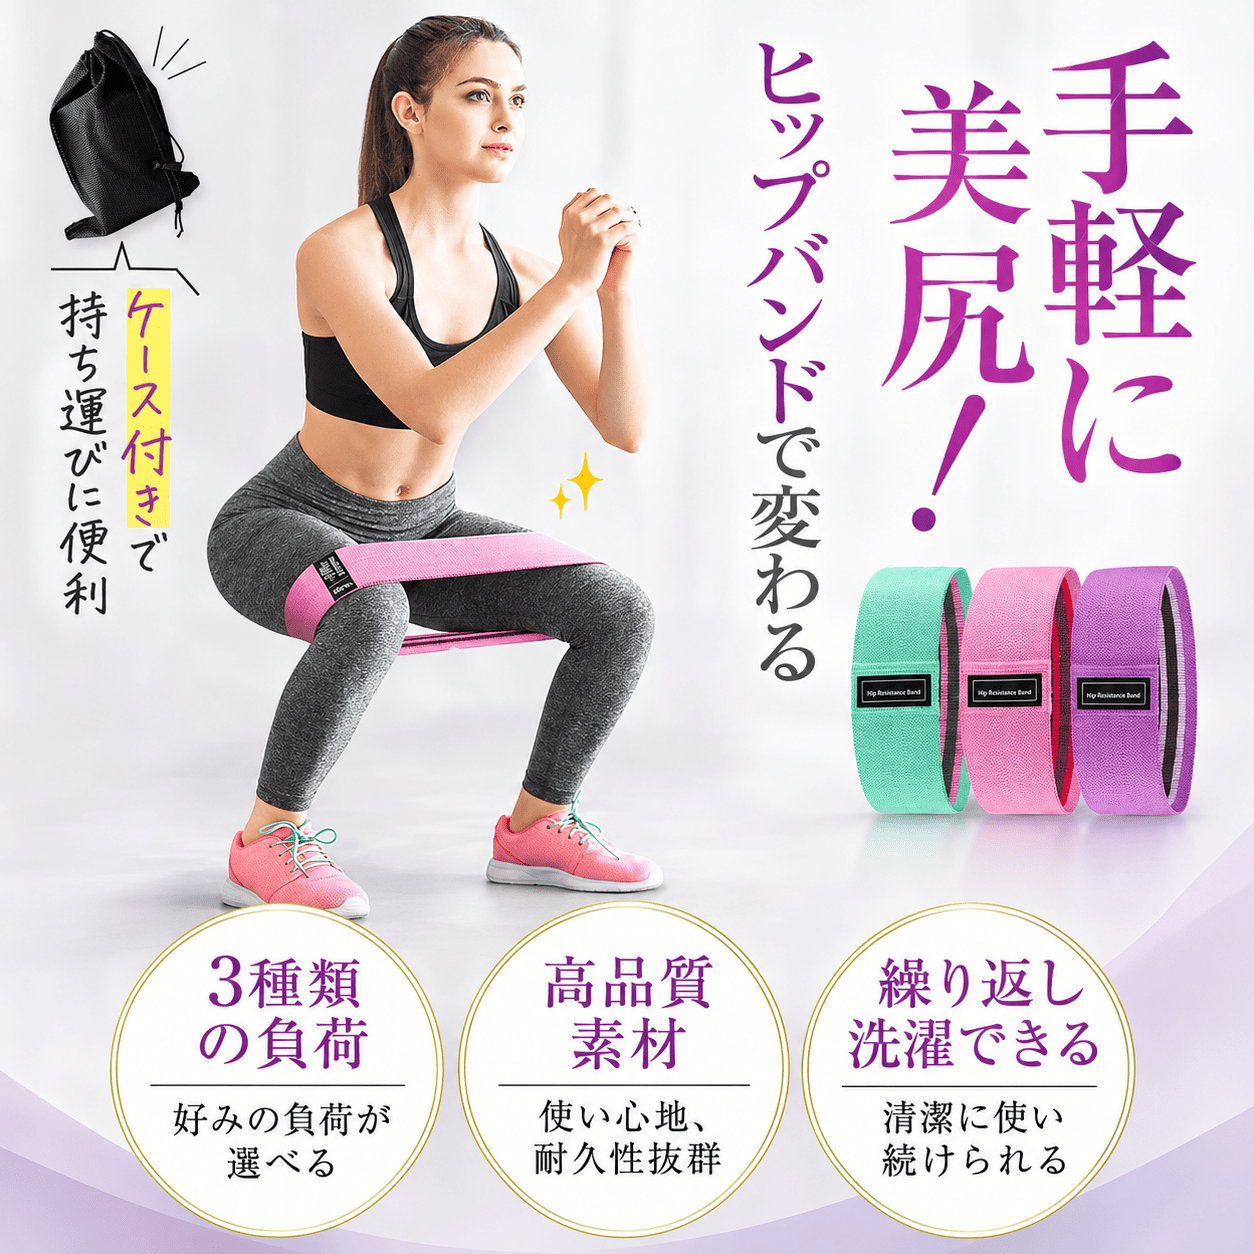 手軽に
美尻!
ヒップバンドで変わる
ケース付きで
持ち運びに便利
Hip Resistance Band
Hip Resistance Band
Hip Resistance Band
3種類
の負荷
好みの負荷が
選べる
高品質
素材
使い心地、
耐久性抜群
繰り返し
洗濯できる
清潔に使い
続けられる